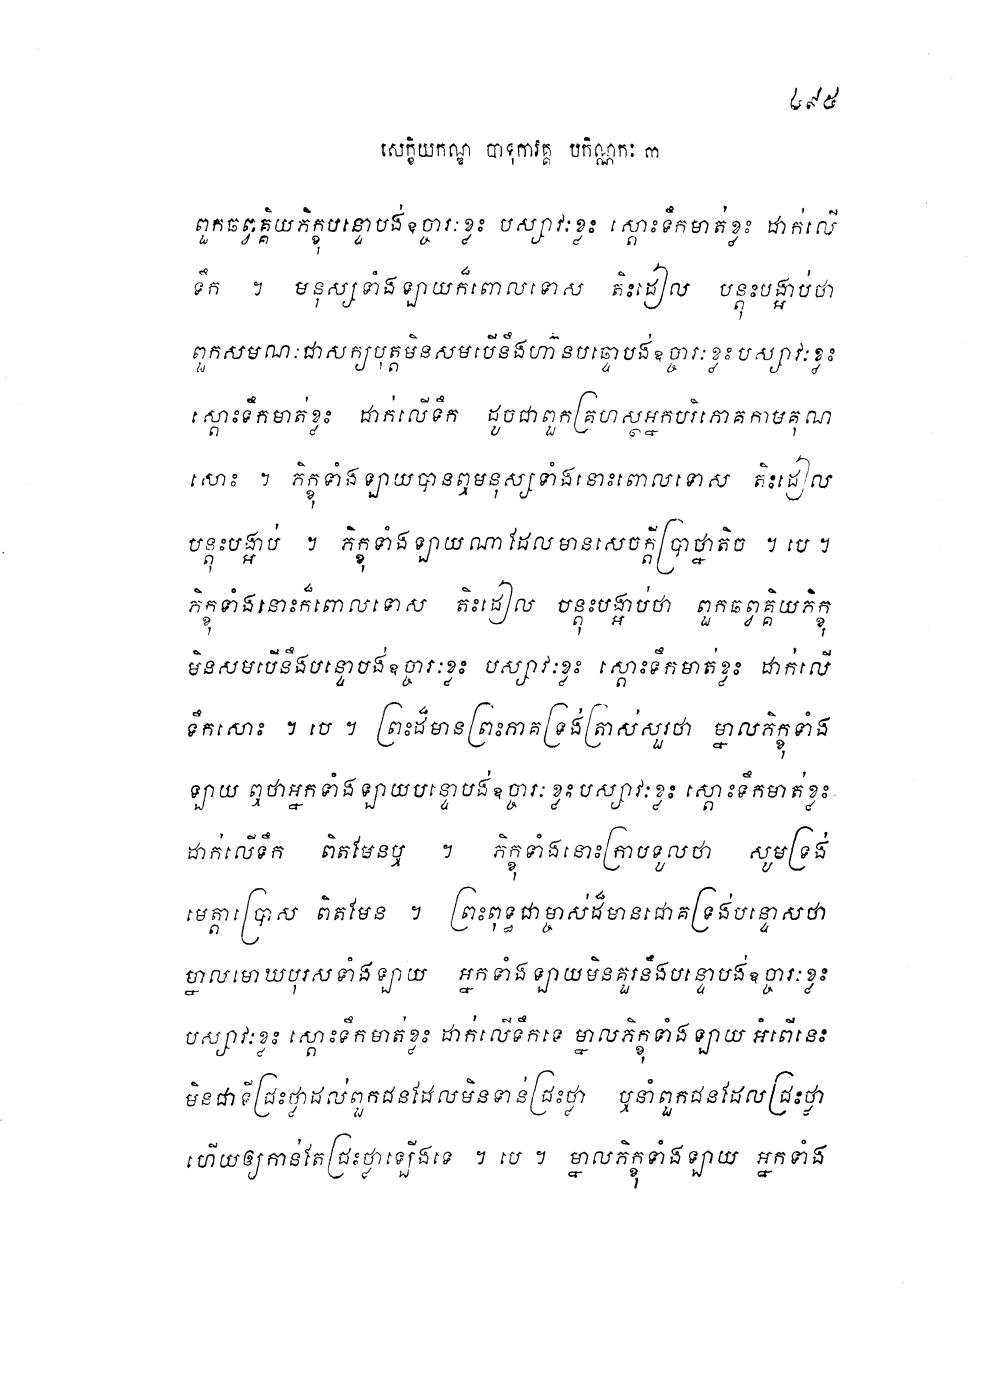 ៤៩៥
សេក្ខិយកណ្ឌ បាទុកាវគ្គ បកិណ្ណកៈ ៣
ពួកឆព្វគ្គិយភិក្ខុបន្ទោបង់ឧច្ចារៈខ្លះ បស្សាវៈខ្លះ ស្តោះទឹកមាត់ខ្លះ ដាក់លើ
ទឹក ។ មនុស្សទាំងឡាយក៏ពោលទោស តិះដៀល បន្តុះបង្អាប់ថា
ពួកសមណៈជាសក្យបុត្តមិនសមបើនឹងហ៊ានបន្ទោបង់ឧច្ចារៈខ្លះបស្សាវៈខ្លះ
ស្តោះទឹកមាត់ខ្លះ ដាក់លើទឹក ដូចជាពួកគ្រហស្ថអ្នកបរិភោគកាមគុណ
សោះ ។ ភិក្ខុទាំងឡាយបានឮមនុស្សទាំងនោះពោលទោស តិះដៀល
បន្តុះបង្អាប់ ។ ភិក្ខុទាំងឡាយណាដែលមានសេចក្តីប្រាថ្នាតិច ។ បេ ។
ភិក្ខុទាំងនោះក៏ពោលទោស តិះដៀល បន្តុះបង្អាប់ថា ពួកឆព្វគ្គិយភិក្ខុ
មិនសមបើនឹងបន្ទោបង់ឧច្ចារៈខ្លះ បស្សាវៈខ្លះ ស្តោះទឹកមាត់ខ្លះ ដាក់លើ
ទឹកសោះ ។ បេ ។ ព្រះដ៏មានព្រះភាគទ្រង់ត្រាស់សួរថា ម្នាលភិក្ខុទាំង
ឡាយ ឮថាអ្នកទាំងឡាយបន្ទោបង់ឧច្ចារៈខ្លះបស្សាវៈខ្លះ ស្តោះទឹកមាត់ខ្លះ
ដាក់លើទឹក ពិតមែនឬ ។ ភិក្ខុទាំងនោះក្រាបទូលថា សូមទ្រង់
មេត្តាប្រោស ពិតមែន ។ ព្រះពុទ្ធជាម្ចាស់ដ៏មានជោគទ្រង់បន្ទោសថា
ម្នាលមោឃបុរសទាំងឡាយ អ្នកទាំងឡាយមិនគួរនឹងបន្ទោបង់ឧច្ចារៈខ្លះ
បស្សាវៈខ្លះ ស្តោះទឹកមាត់ខ្លះ ដាក់លើទឹកទេ ម្នាលភិក្ខុទាំងឡាយ អំពើនេះ
មិនជាទីជ្រះថ្លាដល់ពួកជនដែលមិនទាន់ជ្រះថ្លា ឬនាំពួកជនដែលជ្រះថ្លា
ហើយឲ្យកាន់តែជ្រះថ្លាឡើងទេ ។ បេ ។ ម្នាលភិក្ខុទាំងឡាយ អ្នកទាំង